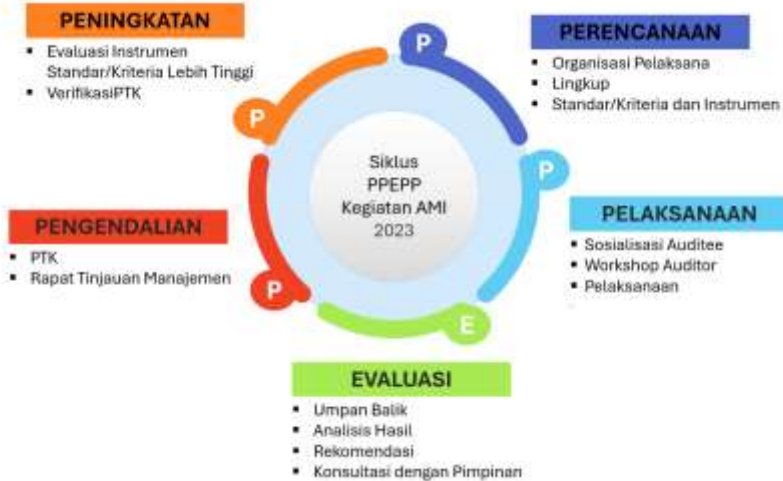 PENINGKATAN
▪ Evaluasi Instrumen
Standar/Kriteria Lebih Tinggi
▪ VerifikasiPTK
P
PERENCANAAN
▪ Organisasi Pelaksana
▪ Lingkup
▪ Standar/Kriteria dan Instrumen
P
Siklus
PPEPP
Kegiatan AMI
2023
P
PELAKSANAAN
▪ Sosialisasi Auditee
▪ Workshop Auditor
▪ Pelaksanaan
PENGENDALIAN
▪ PTK
▪ Rapat Tinjauan Manajemen
P
E
EVALUASI
▪ Umpan Balik
▪ Analisis Hasil
▪ Rekomendasi
▪ Konsultasi dengan Pimpinan